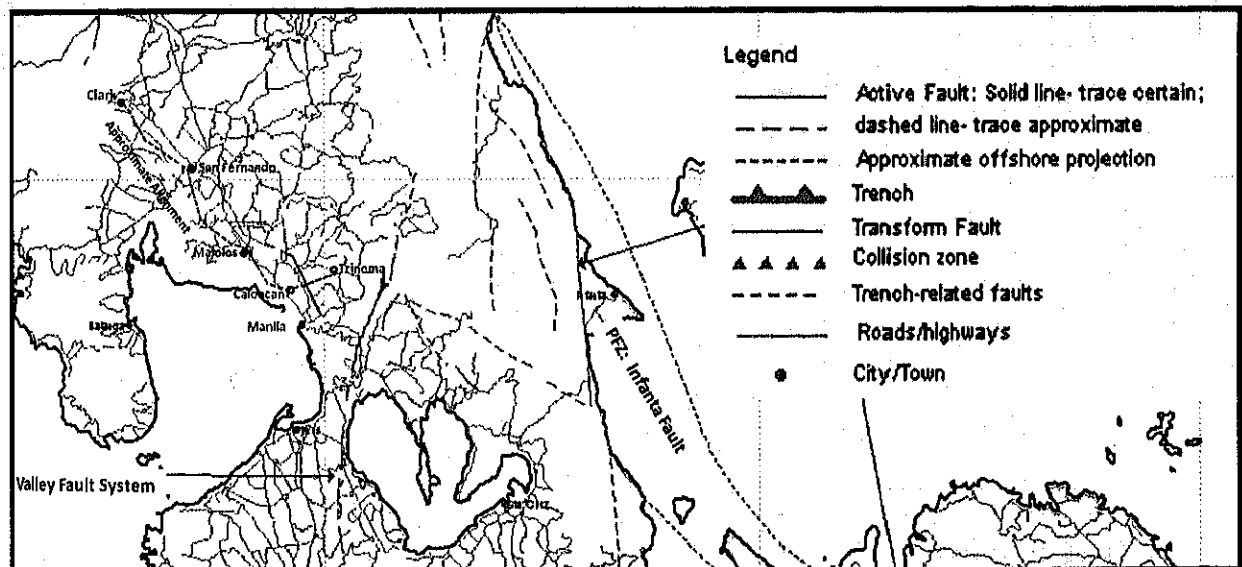 Legend
Active Fault: Solid line- trace certain;
dashed line- trace approximate
Approximate offshore projection
Trench
Transform Fault
Collision zone
Trench-related faults
Roads/highways
City/Town
Clark
Approximate Alignment
San Fernando
Malolos
Trinoma
Caloocan
Manila
PFZ: Infanta Fault
Valley Fault System